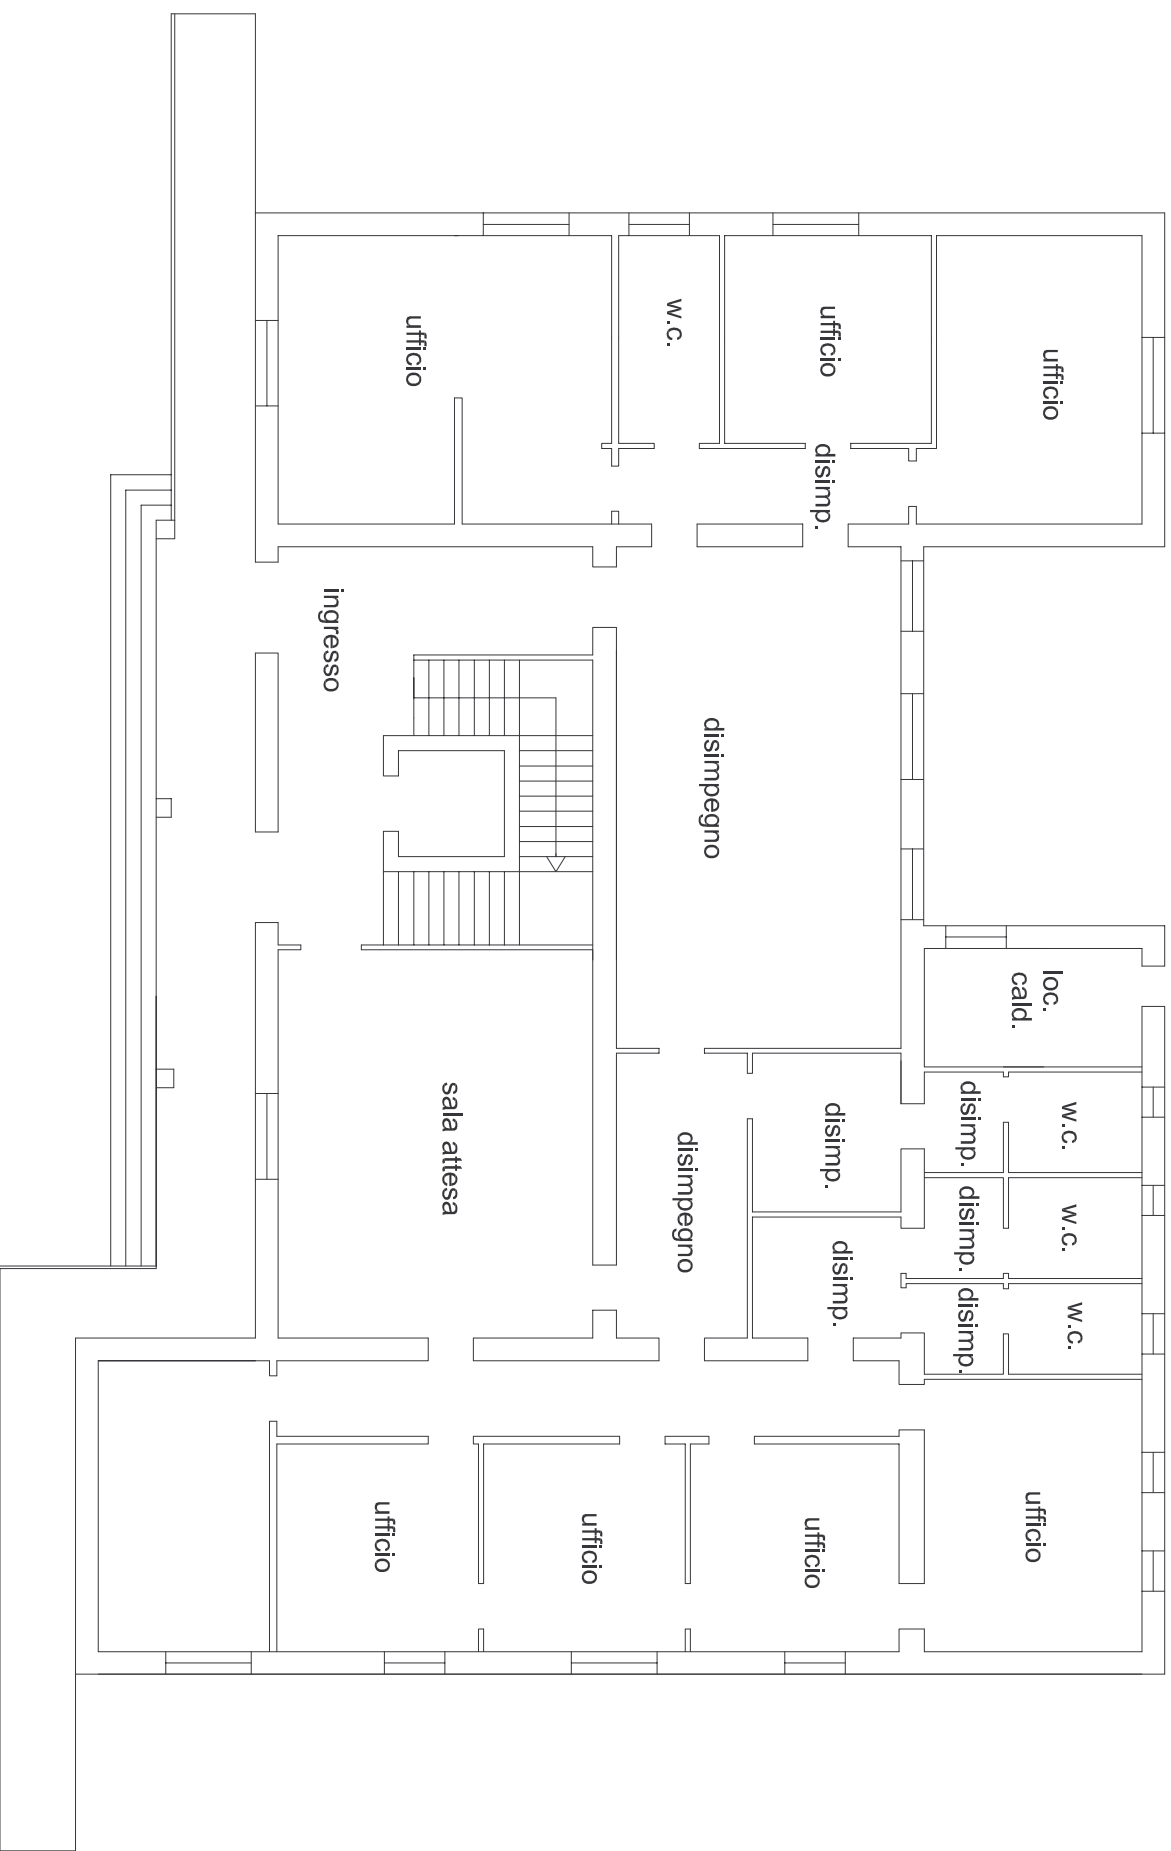 ufficio
w.c.
ufficio
ufficio
disimp.
ingresso
disimpegno
loc.
cald.
sala attesa
disimpegno
disimp.
disimp.
w.c.
disimp.
disimp.
w.c.
disimp.
w.c.
ufficio
ufficio
ufficio
ufficio